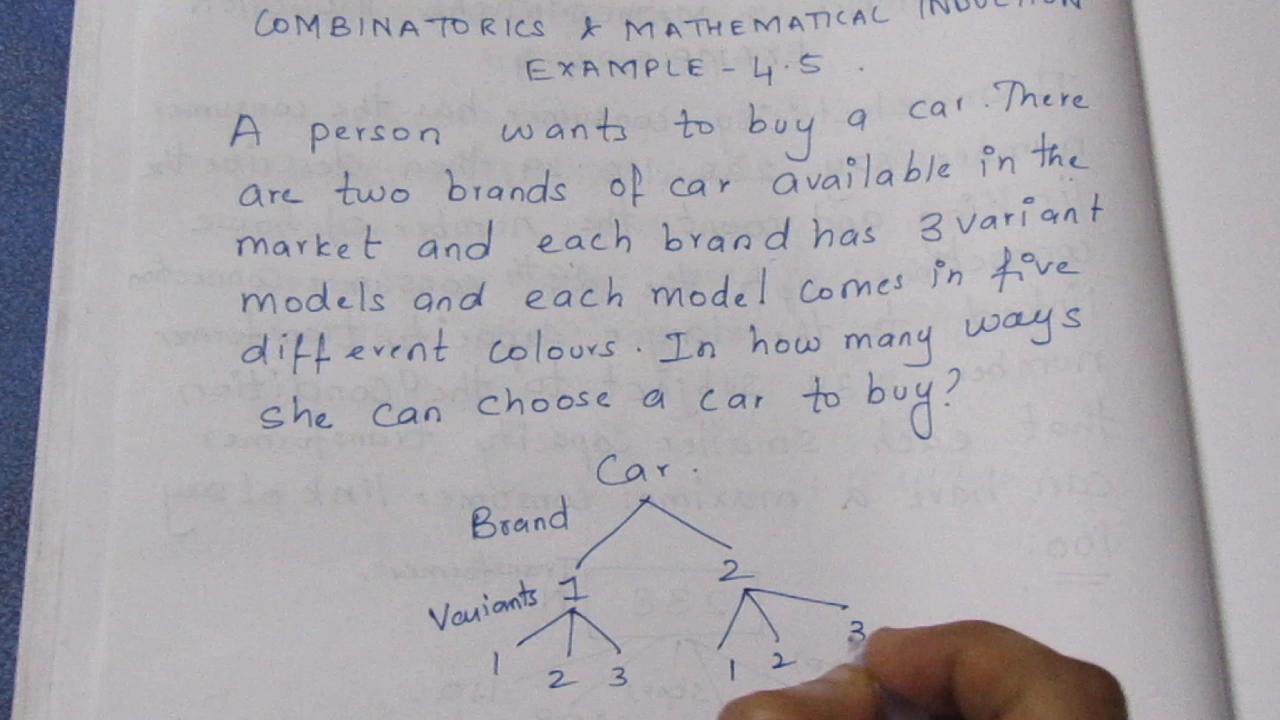 COMBINATORICS & MATHEMATICAL INDUCTION
EXAMPLE - 4.5.
A person wants to buy a car. There
are two brands of car available in the
market and each brand has 3 variant
models and each model comes in five
different colours. In how many ways
she can choose a car to buy?
Car.
Brand
1 2
Variants
1 2 3 1 2 3